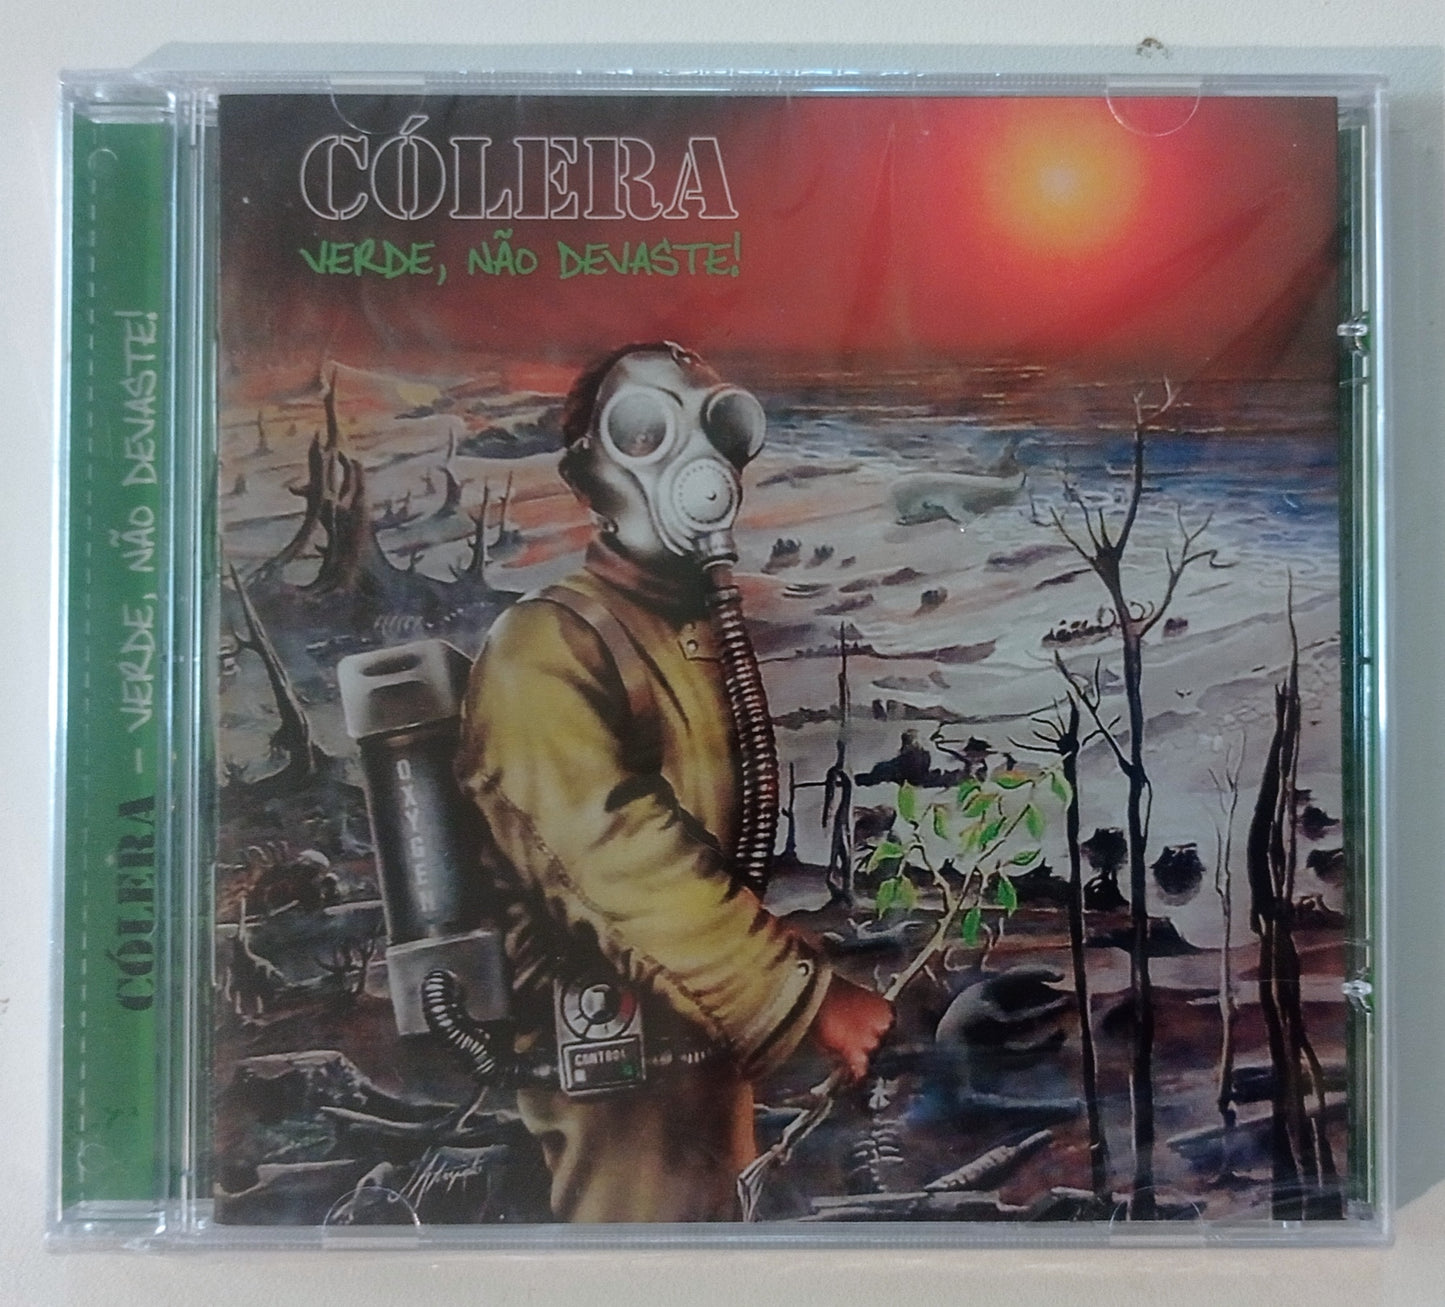 CÓLERA
VERDE, NÃO DEVASTE!
CÓLERA – VERDE, NÃO DEVASTE!
OXYGEN
CONTROL